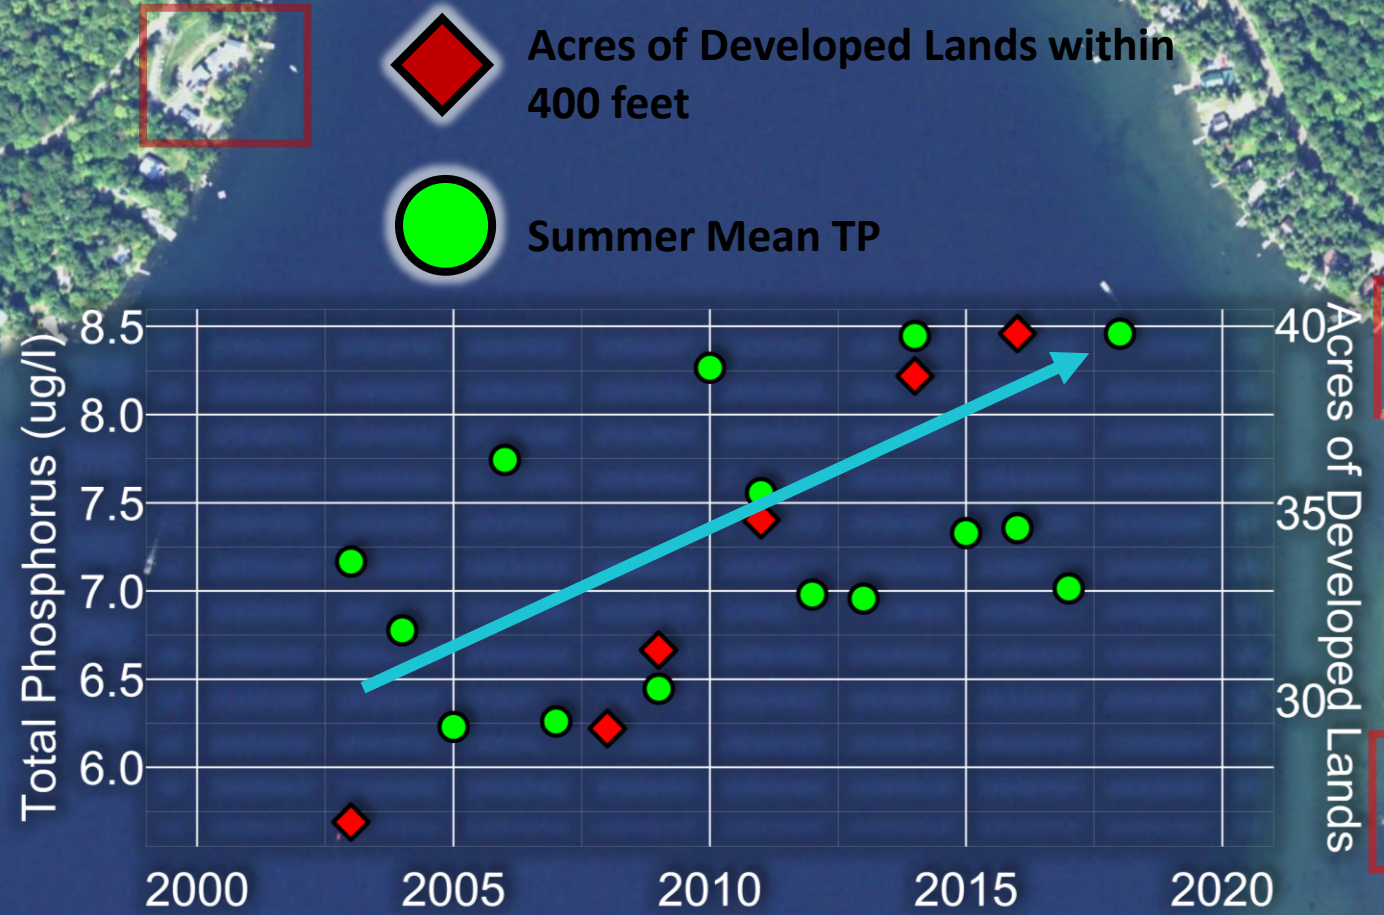 Acres of Developed Lands within
400 feet
Summer Mean TP
Total Phosphorus (ug/l)
8.5
8.0
7.5
7.0
6.5
6.0
40
35
30
Acres of Developed Lands
2000
2005
2010
2015
2020